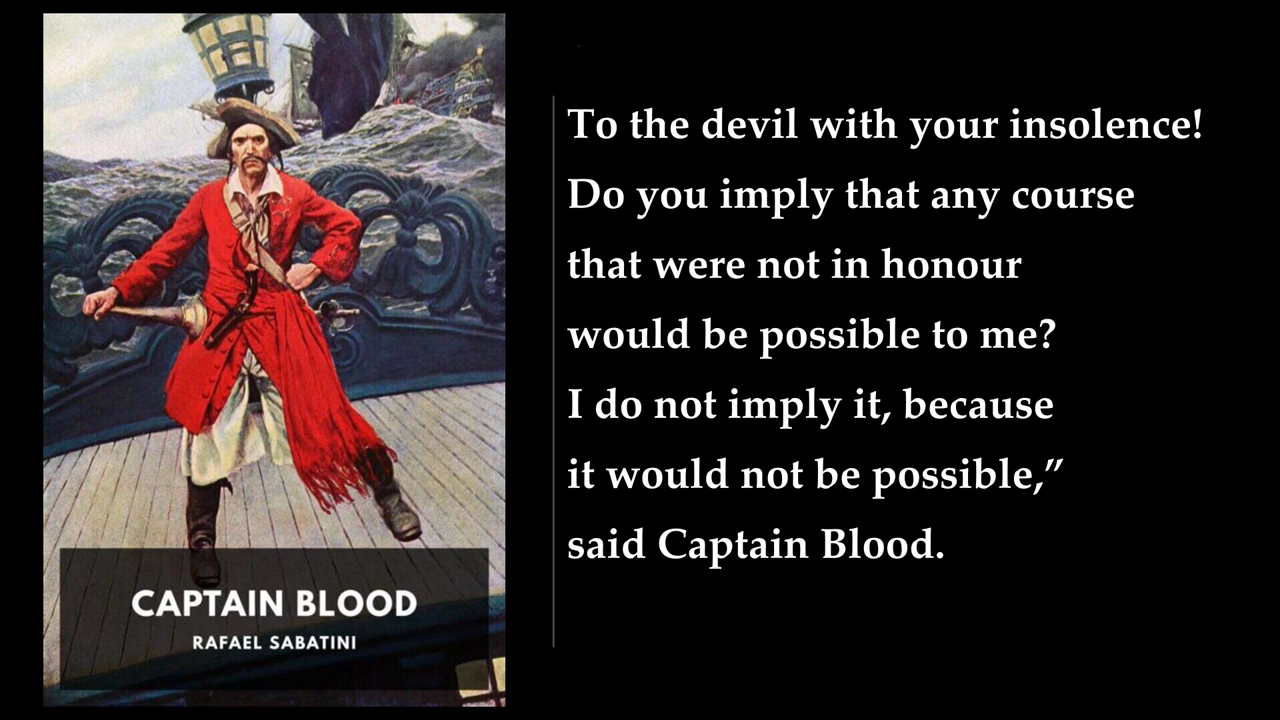 CAPTAIN BLOOD
RAFAEL SABATINI
To the devil with your insolence!
Do you imply that any course
that were not in honour
would be possible to me?
I do not imply it, because
it would not be possible,”
said Captain Blood.